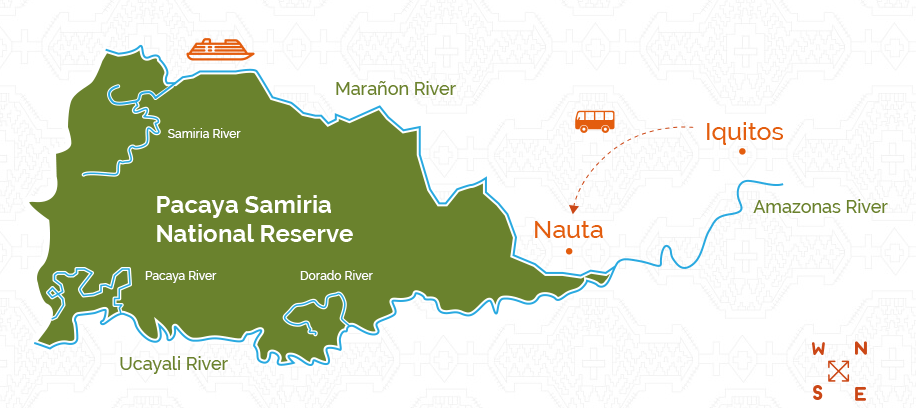 Marañon River
Iquitos
Samiria River
Pacaya Samiria
National Reserve
Amazonas River
Nauta
Pacaya River
Dorado River
Ucayali River
W N
S E